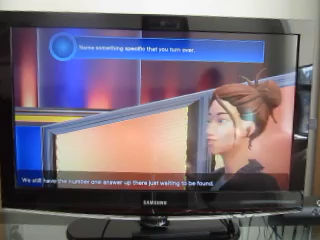 Name something specific that you turn over.
We still have the number one answer up there just waiting to be found.
SAMSUNG